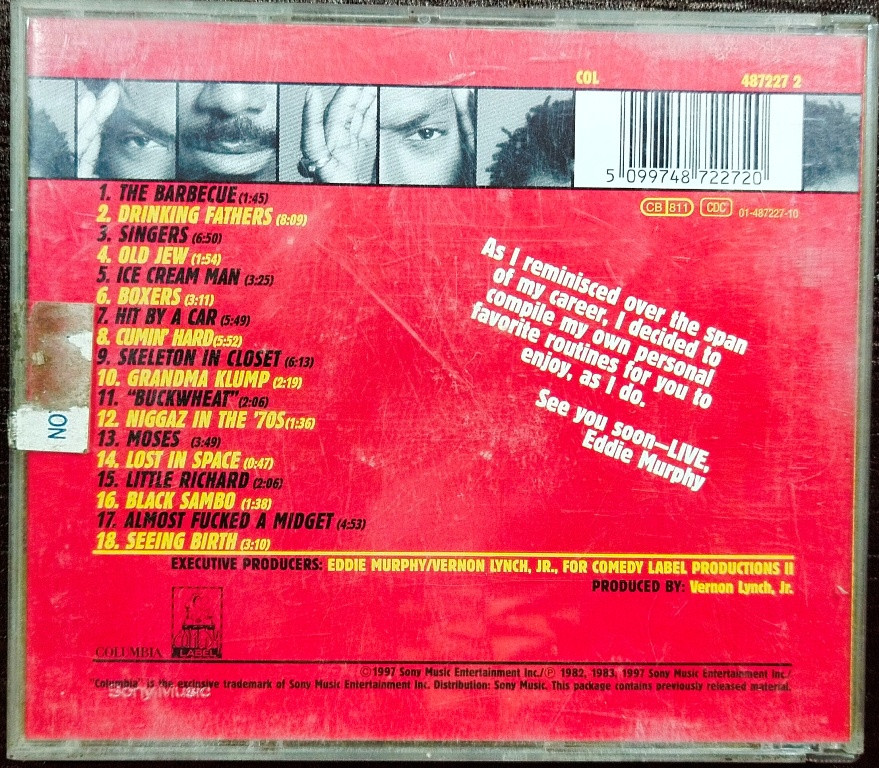 COL 487227 2
5 099748 722720
CB 811 CDC 01-487227-10
1. THE BARBECUE (1:45)
2. DRINKING FATHERS (8:09)
3. SINGERS (6:50)
4. OLD JEW (1:54)
5. ICE CREAM MAN (3:25)
6. BOXERS (3:11)
7. HIT BY A CAR (5:49)
8. CUMIN' HARD (5:52)
9. SKELETON IN CLOSET (6:13)
10. GRANDMA KLUMP (2:19)
11. "BUCKWHEAT" (2:06)
12. NIGGAZ IN THE '70S (1:36)
13. MOSES (3:49)
14. LOST IN SPACE (0:47)
15. LITTLE RICHARD (2:06)
16. BLACK SAMBO (1:38)
17. ALMOST FUCKED A MIDGET (4:53)
18. SEEING BIRTH (3:10)
As I reminisced over the span
of my career, I decided to
compile my own personal
favorite routines for you to
enjoy, as I do.
See you soon—LIVE,
Eddie Murphy
NO
EXECUTIVE PRODUCERS: EDDIE MURPHY/VERNON LYNCH, JR., FOR COMEDY LABEL PRODUCTIONS II
PRODUCED BY: Vernon Lynch, Jr.
COLUMBIA
LABEL
©1997 Sony Music Entertainment Inc./℗ 1982, 1983, 1997 Sony Music Entertainment Inc./
"Columbia" is the exclusive trademark of Sony Music Entertainment Inc. Distribution: Sony Music. This package contains previously released material.
Sony Music